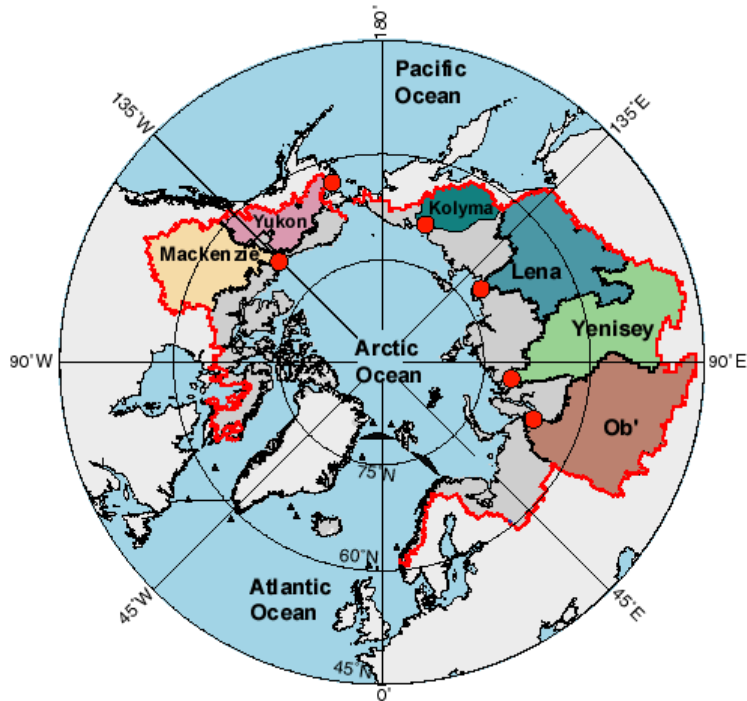 180°
Pacific
Ocean
135°W
135°E
Kolyma
Yukon
Mackenzie
Lena
Yenisey
Arctic
Ocean
90°W
90°E
Ob'
75°N
60°N
Atlantic
Ocean
45°W
45°E
45°N
0°